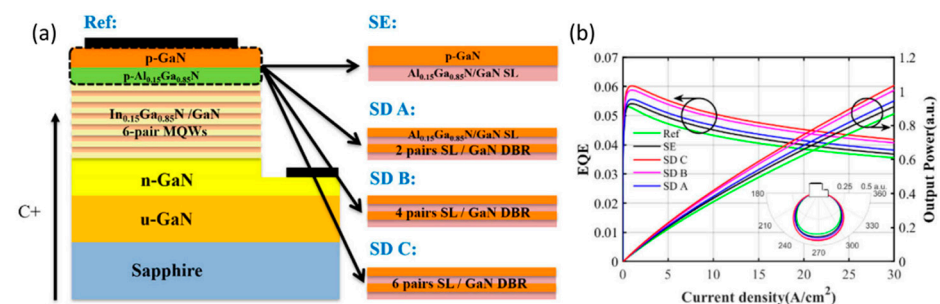 (a)
Ref:
p-GaN
p-Al0.15Ga0.85N
In0.15Ga0.85N /GaN
6-pair MQWs
n-GaN
u-GaN
Sapphire
C+
SE:
p-GaN
Al0.15Ga0.85N/GaN SL
SD A:
Al0.15Ga0.85N/GaN SL
2 pairs SL / GaN DBR
SD B:
4 pairs SL / GaN DBR
SD C:
6 pairs SL / GaN DBR
(b)
EQE
0.07
0.06
0.05
0.04
0.03
0.02
0.01
0
Ref
SE
SD C
SD B
SD A
0 5 10 15 20 25 30
Current density(A/cm²)
1.2
1
0.8
0.6
0.4
0.2
0
Output Power(a.u.)
180 0.25 0.5 a.u. 360
210 330
240 300
270